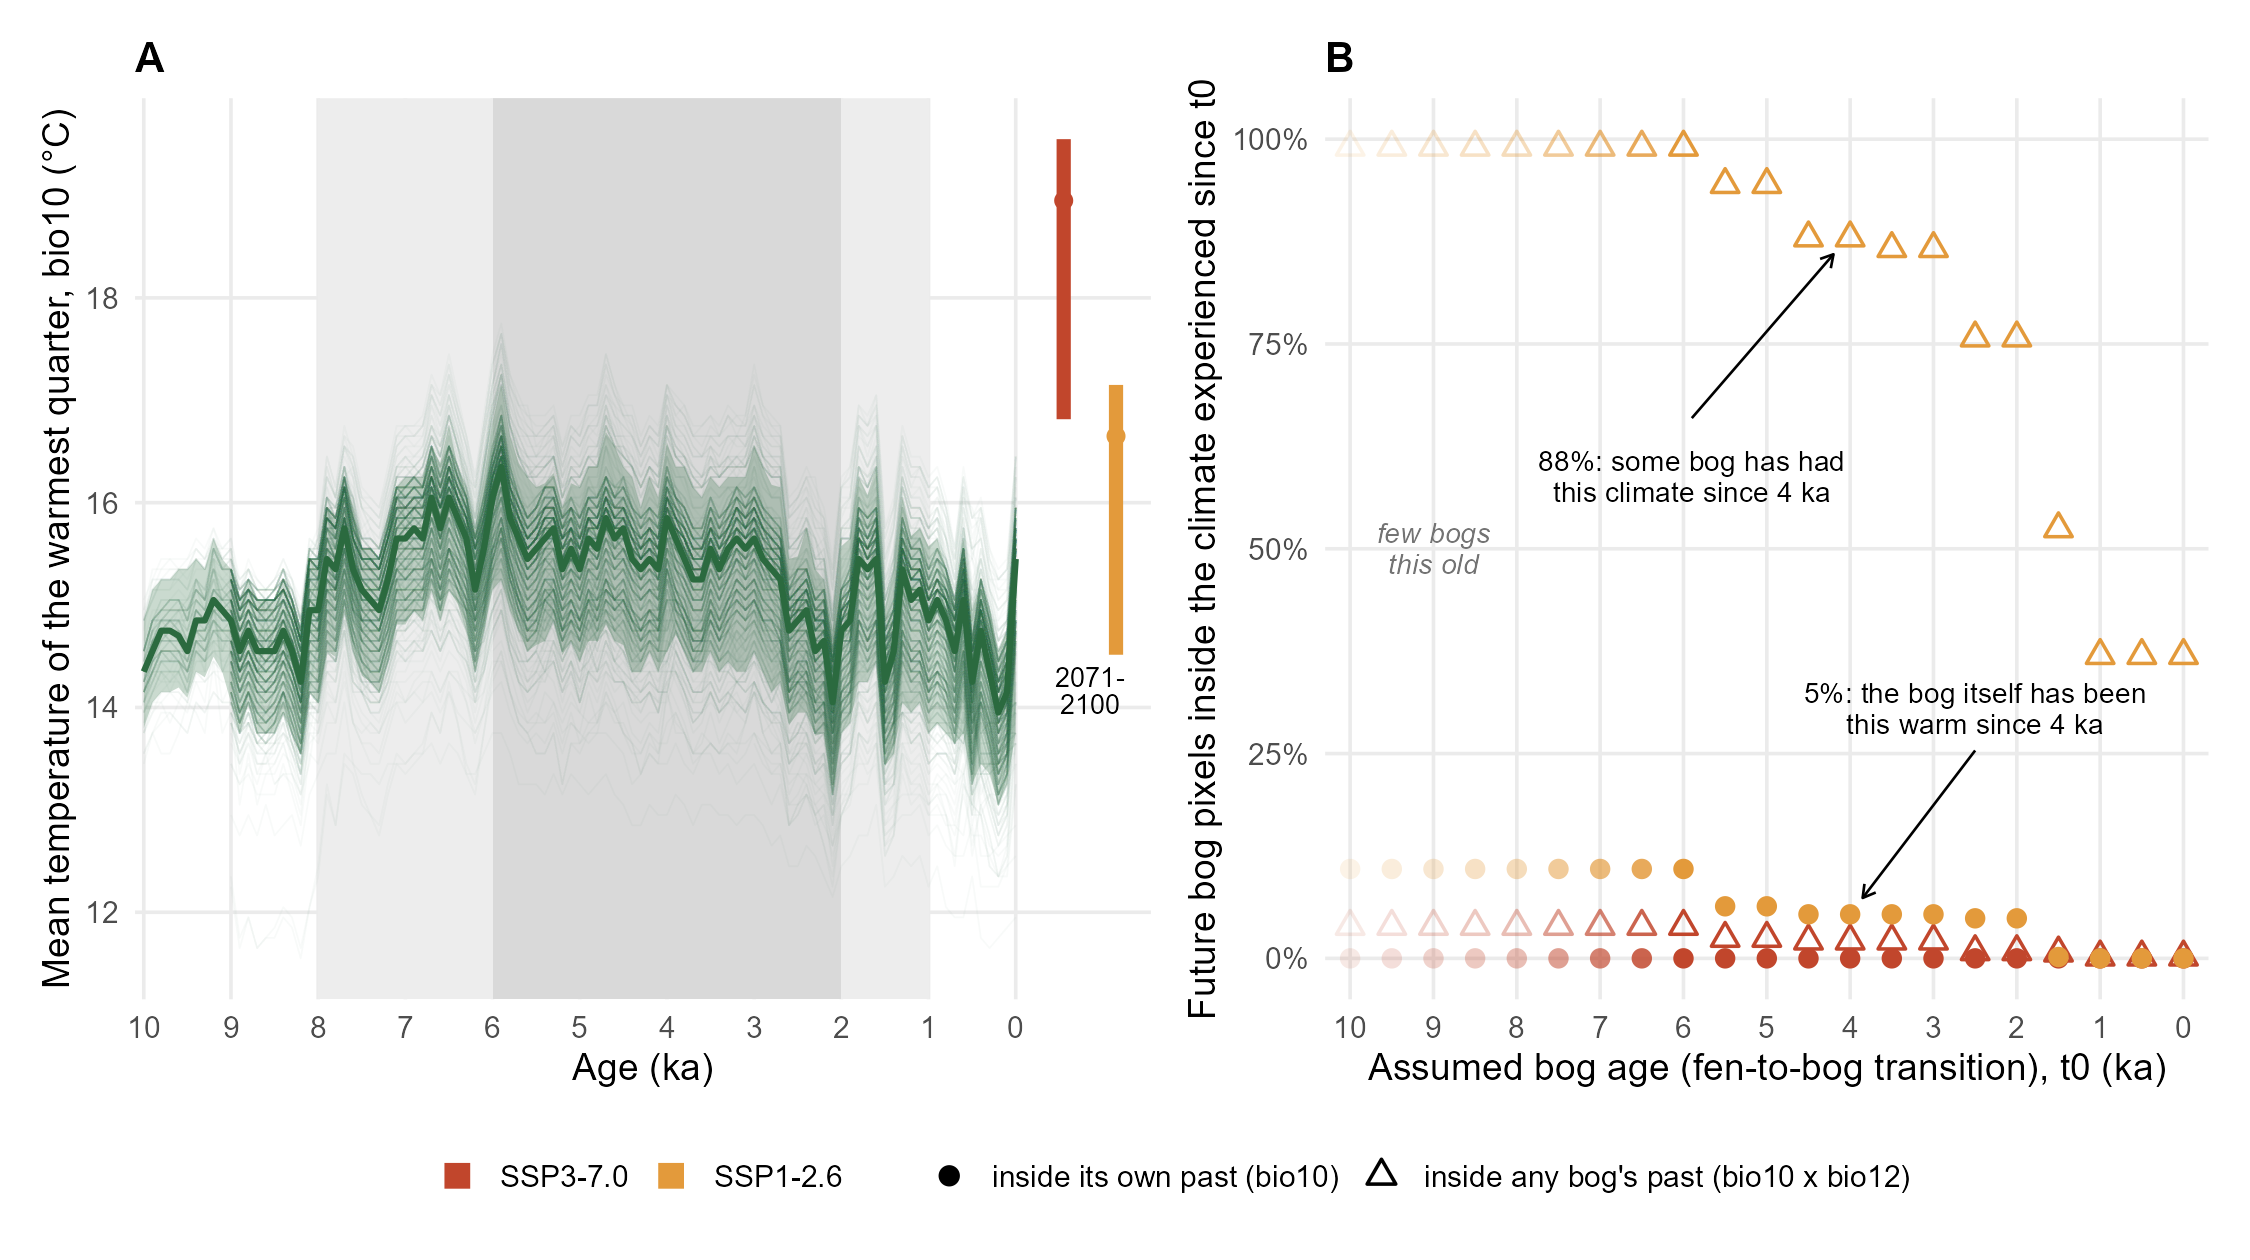 A
Mean temperature of the warmest quarter, bio10 (°C)
18
16
14
12
10 9 8 7 6 5 4 3 2 1 0
Age (ka)
2071-
2100
B
Future bog pixels inside the climate experienced since t0
100%
75%
50%
25%
0%
88%: some bog has had
this climate since 4 ka
few bogs
this old
5%: the bog itself has been
this warm since 4 ka
10 9 8 7 6 5 4 3 2 1 0
Assumed bog age (fen-to-bog transition), t0 (ka)
SSP3-7.0 SSP1-2.6 inside its own past (bio10) inside any bog's past (bio10 x bio12)